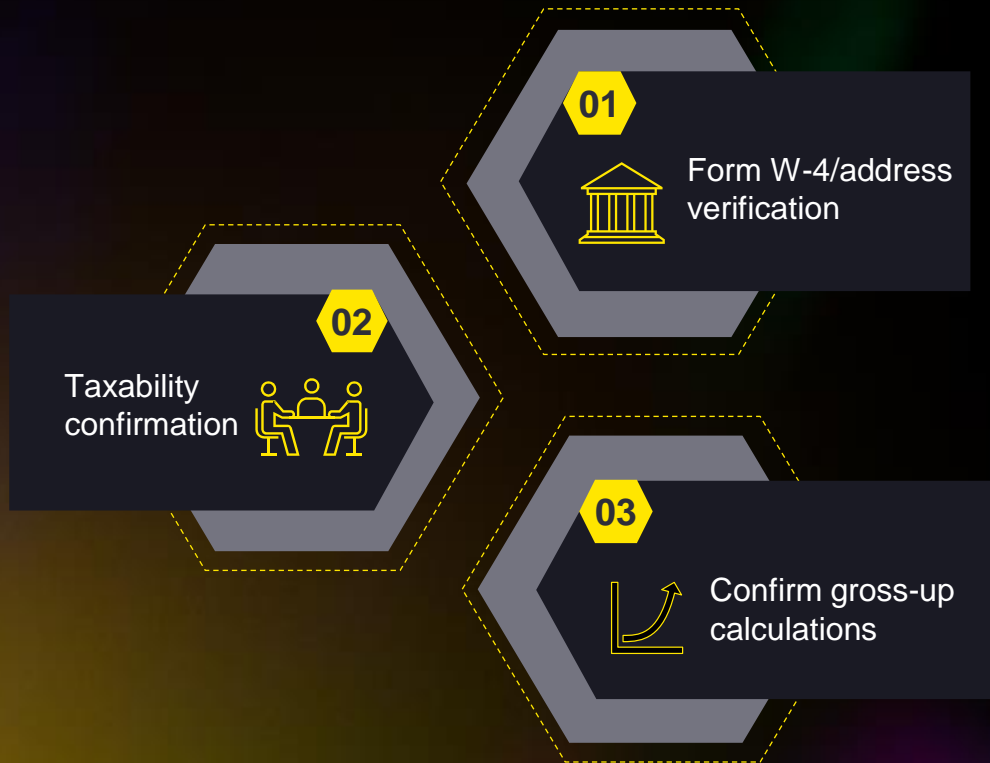 01
Form W-4/address
verification
02
Taxability
confirmation
03
Confirm gross-up
calculations